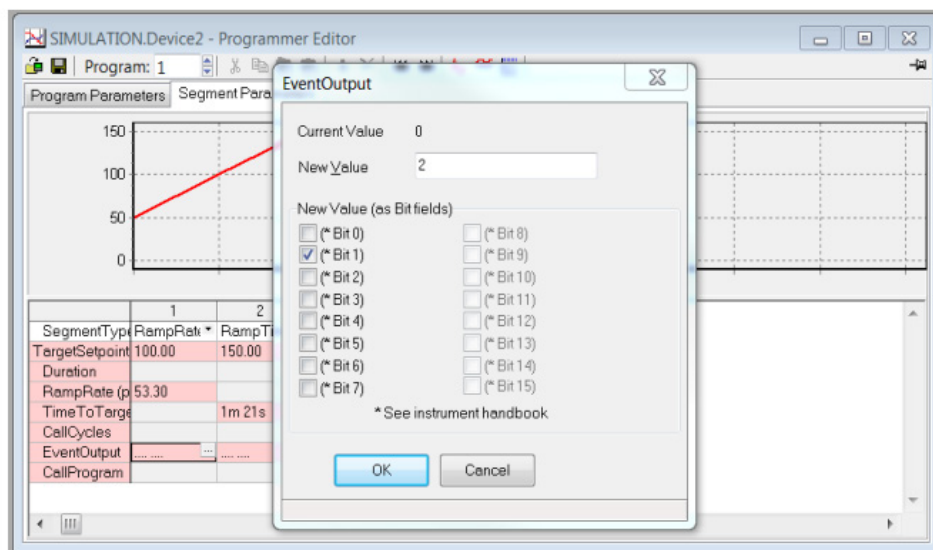 SIMULATION.Device2 - Programmer Editor
Program: 1
Program Parameters
Segment Para
150
100
50
0
1 2
SegmentType RampRate RampTi
TargetSetpoint 100.00 150.00
Duration
RampRate (p 53.30
TimeToTarge 1m 21s
CallCycles
EventOutput .... .... ... .... ....
CallProgram
EventOutput
Current Value 0
New Value 2
New Value (as Bitfields)
(* Bit 0) (* Bit 8)
(* Bit 1) (* Bit 9)
(* Bit 2) (* Bit 10)
(* Bit 3) (* Bit 11)
(* Bit 4) (* Bit 12)
(* Bit 5) (* Bit 13)
(* Bit 6) (* Bit 14)
(* Bit 7) (* Bit 15)
* See instrument handbook
OK Cancel